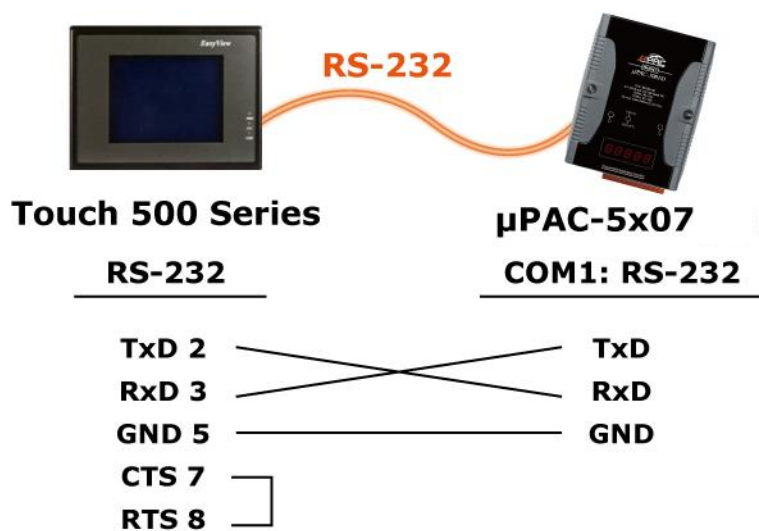 EasyView
RS-232
Touch 500 Series
µPAC-5x07
RS-232
COM1: RS-232
TxD 2
TxD
RxD 3
RxD
GND 5
GND
CTS 7
RTS 8